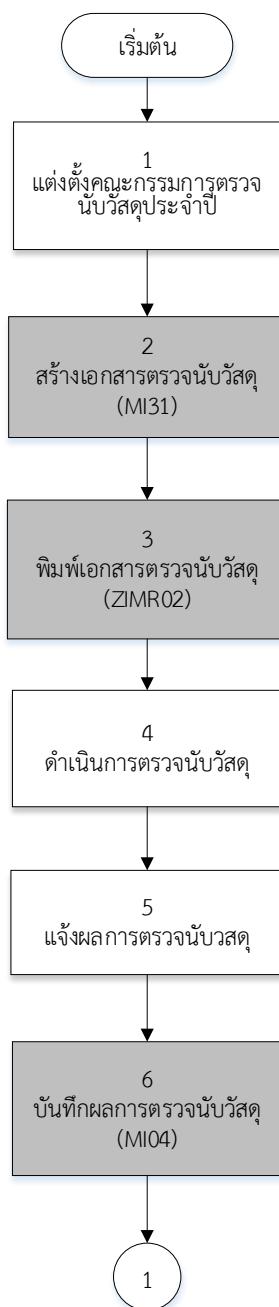 เริ่มต้น
1
แต่งตั้งคณะกรรมการตรวจ
นับวัสดุประจำปี
2
สร้างเอกสารตรวจนับวัสดุ
(MI31)
3
พิมพ์เอกสารตรวจนับวัสดุ
(ZIMR02)
4
ดำเนินการตรวจนับวัสดุ
5
แจ้งผลการตรวจนับวสดุ
6
บันทึกผลการตรวจนับวัสดุ
(MI04)
1